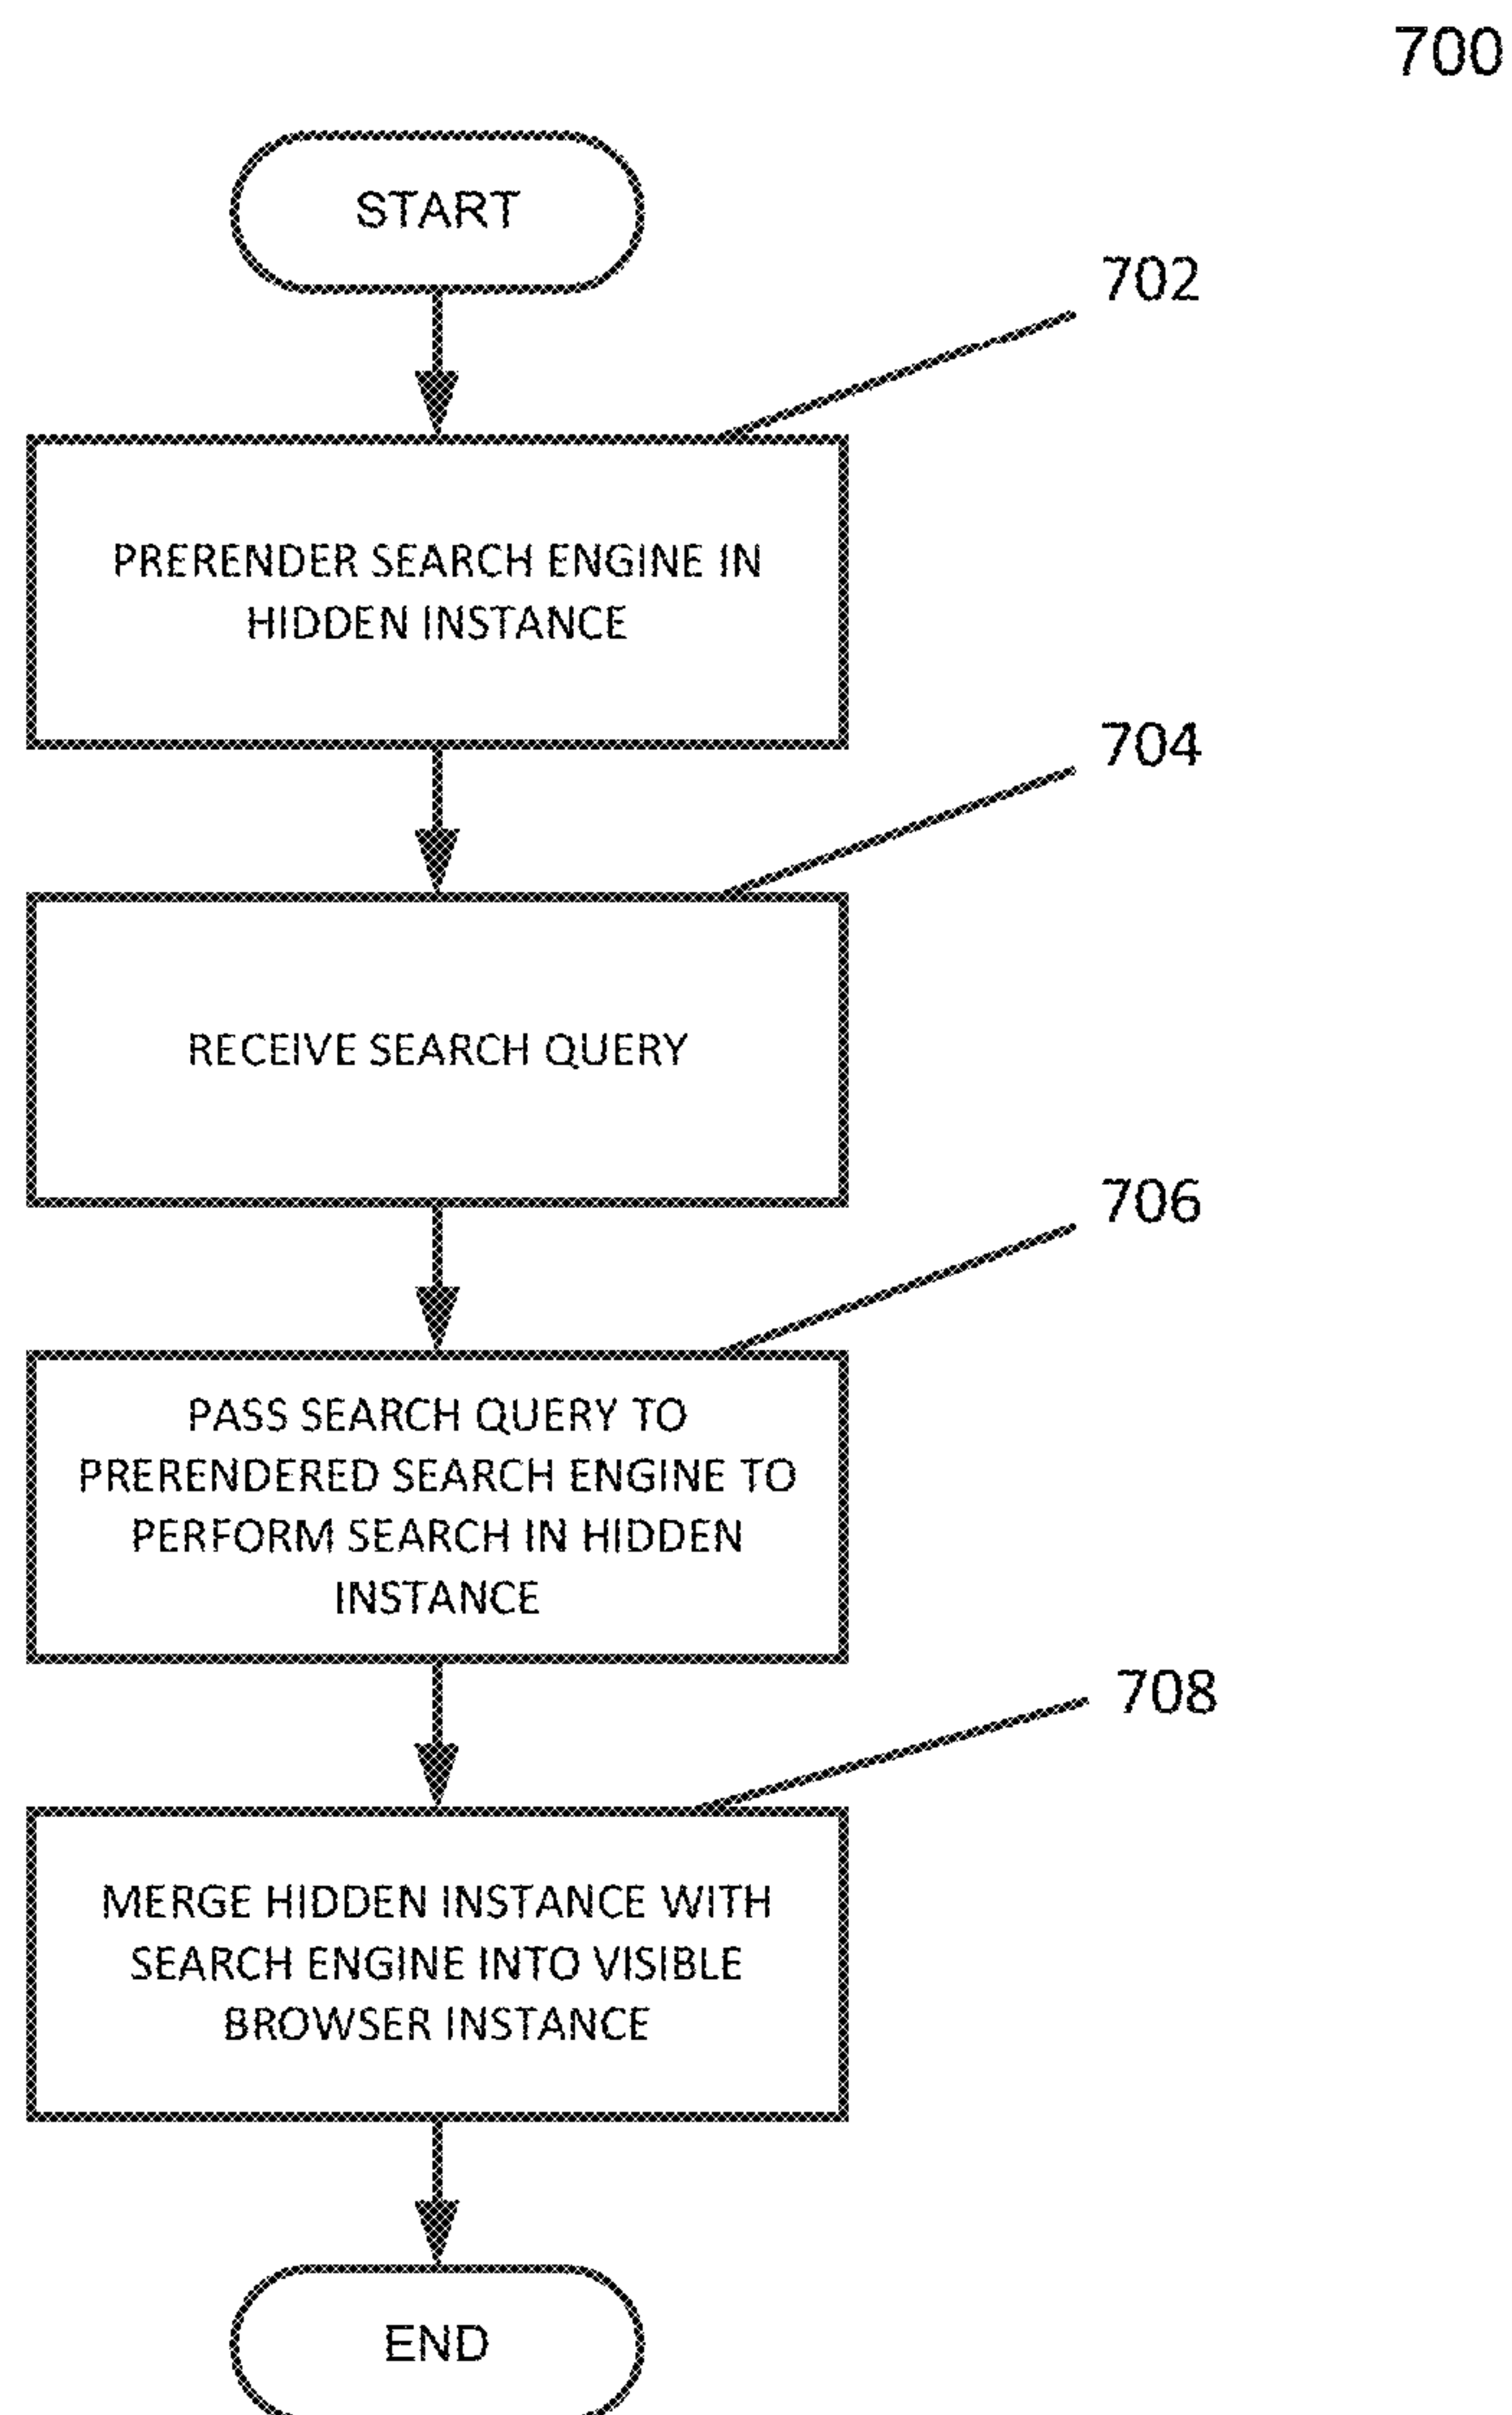 700
START
702
PRERENDER SEARCH ENGINE IN
HIDDEN INSTANCE
704
RECEIVE SEARCH QUERY
706
PASS SEARCH QUERY TO
PRERENDERED SEARCH ENGINE TO
PERFORM SEARCH IN HIDDEN
INSTANCE
708
MERGE HIDDEN INSTANCE WITH
SEARCH ENGINE INTO VISIBLE
BROWSER INSTANCE
END